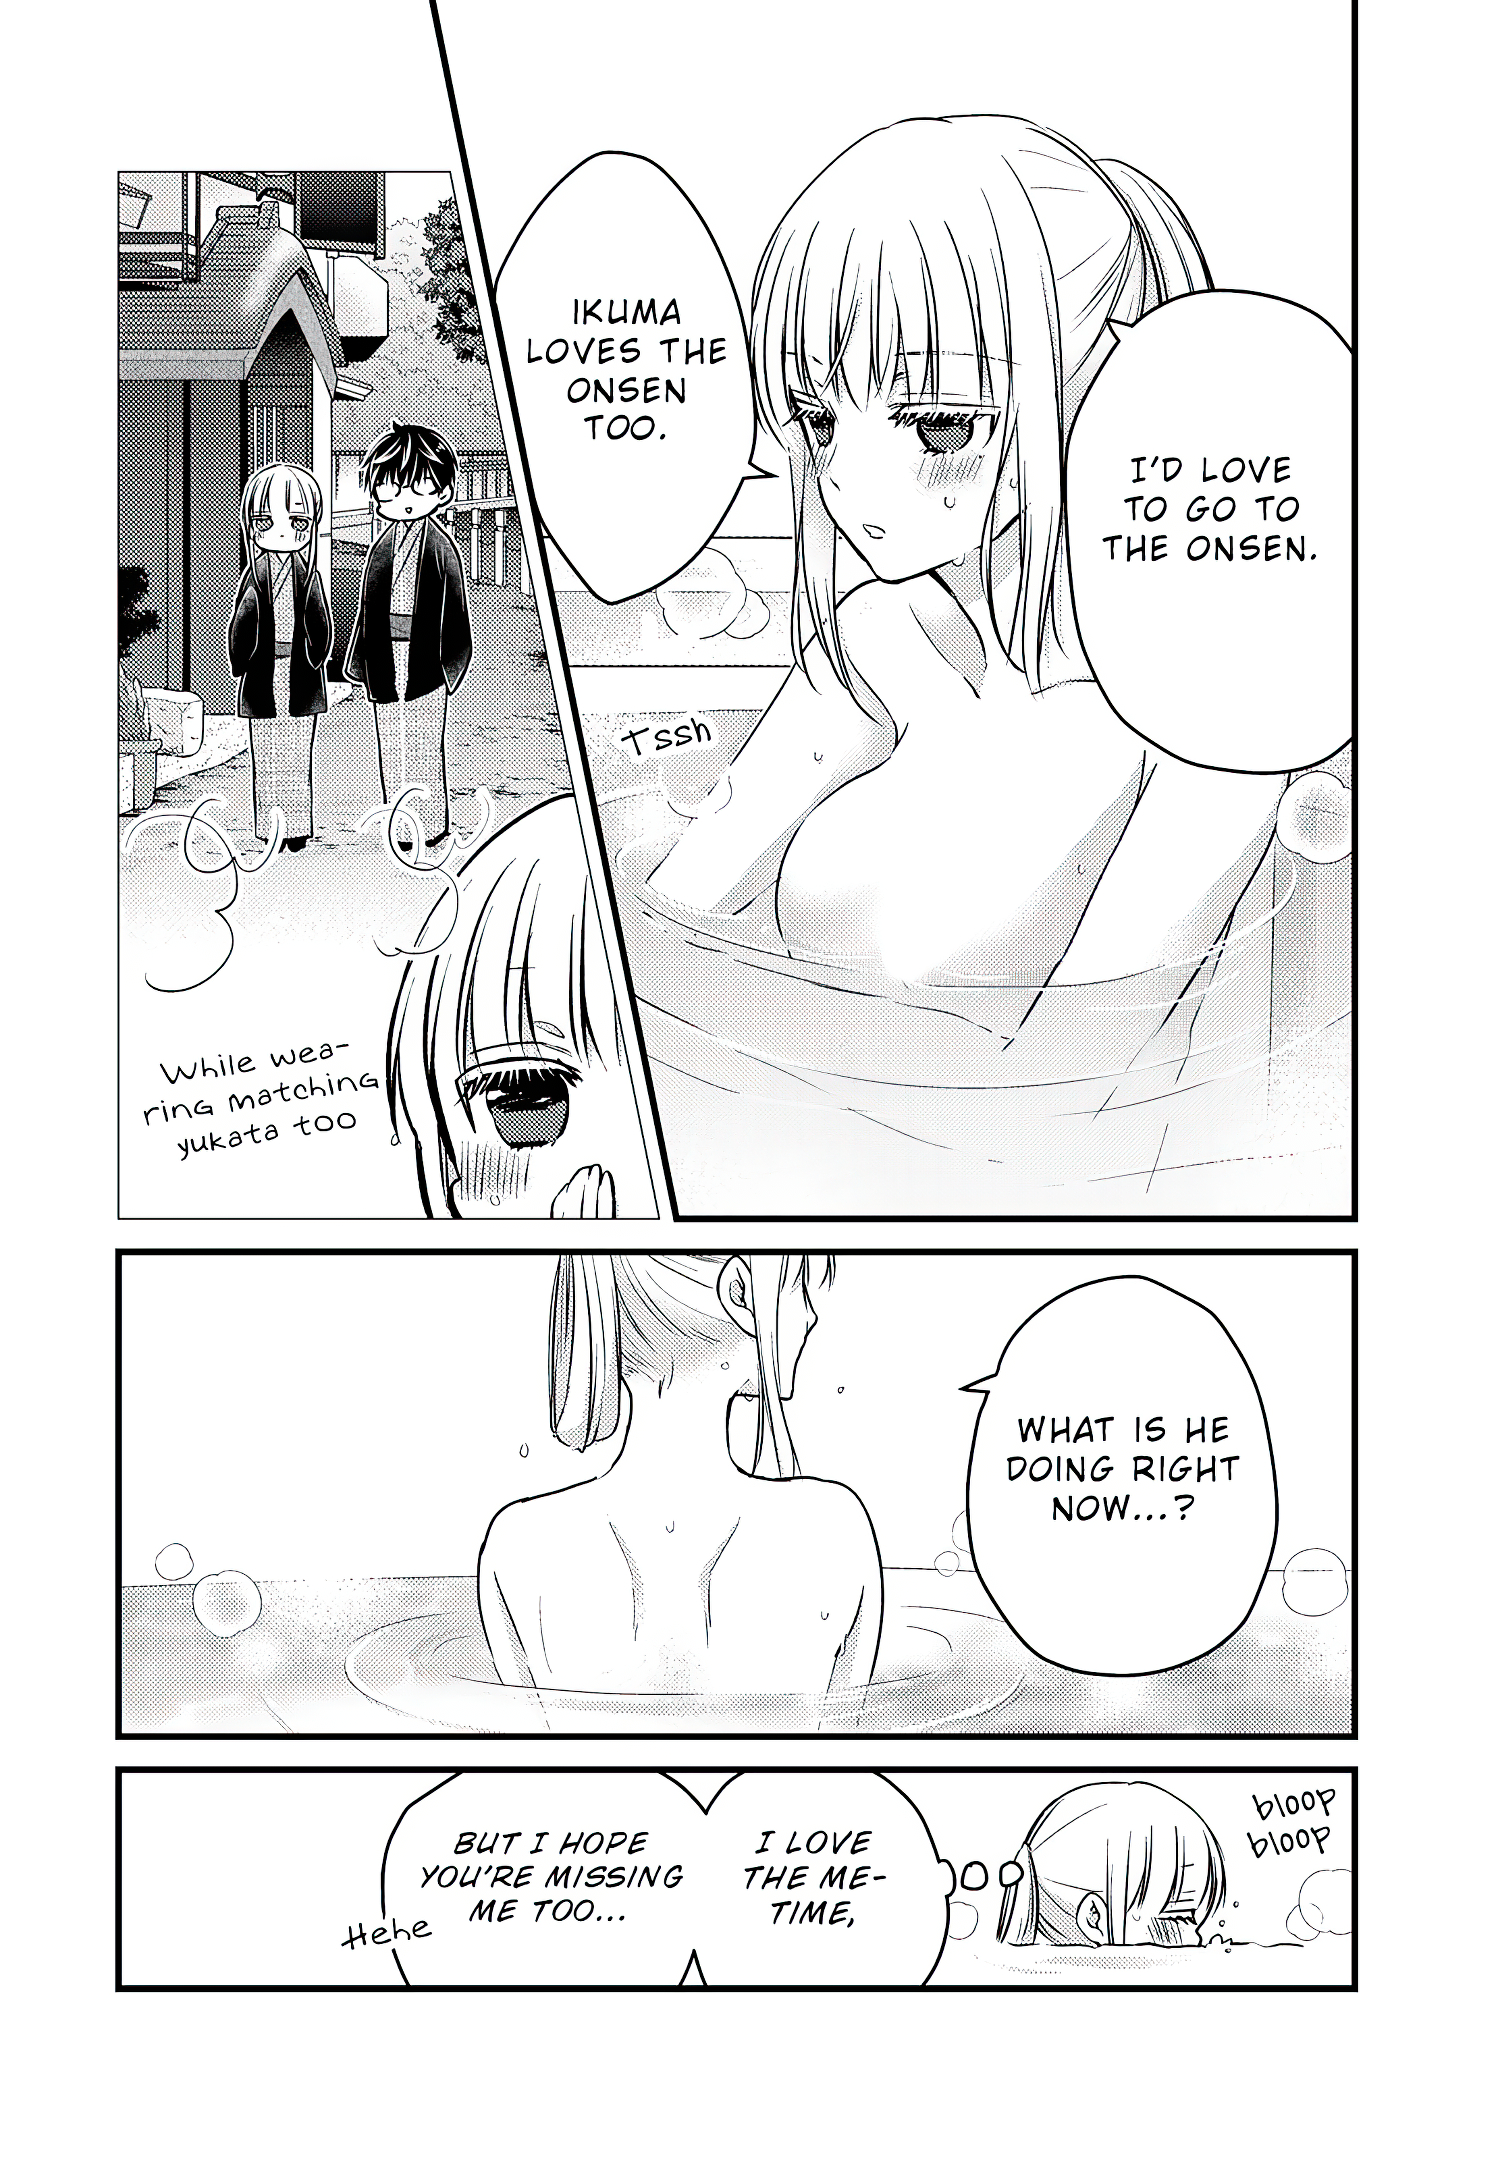 I'D LOVE
TO GO TO
THE ONSEN.
IKUMA
LOVES THE
ONSEN
TOO.
Tssh
While wea-
ring matching
yukata too
WHAT IS HE
DOING RIGHT
NOW...?
bloop
bloop
I LOVE
THE ME-
TIME,
BUT I HOPE
YOU'RE MISSING
ME TOO...
Hehe